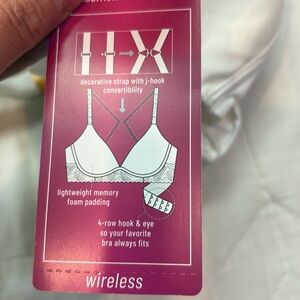 decorative strap with j-hook
convertibility
lightweight memory
foam padding
4-row hook & eye
so your favorite
bra always fits
wireless